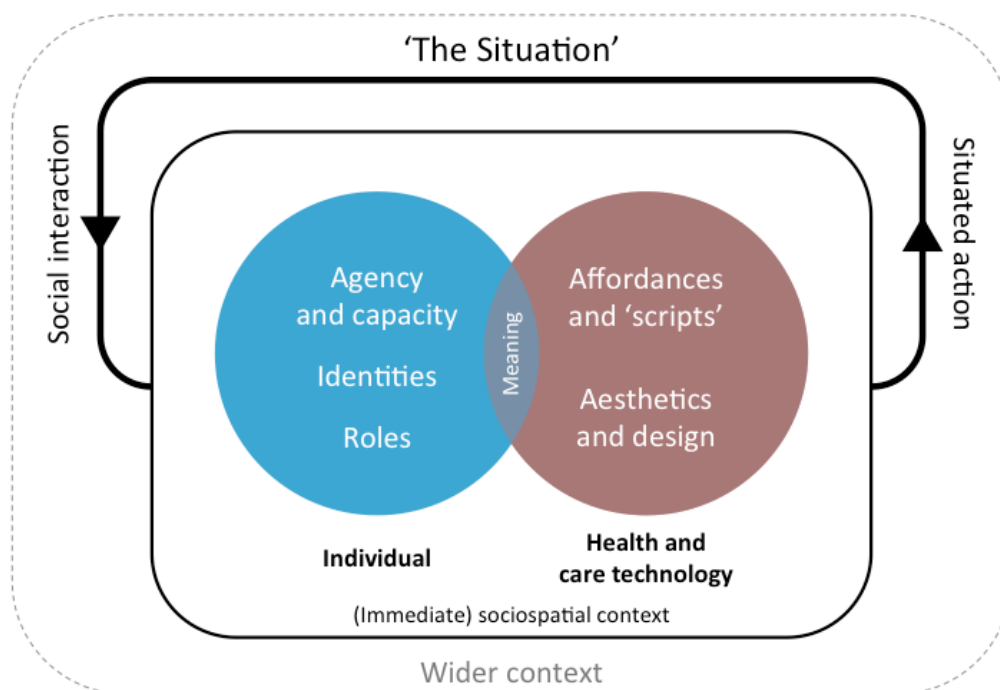 ‘The Situation’
Social interaction
Situated action
Agency
and capacity
Identities
Roles
Meaning
Affordances
and ‘scripts’
Aesthetics
and design
Individual
Health and
care technology
(Immediate) sociospatial context
Wider context